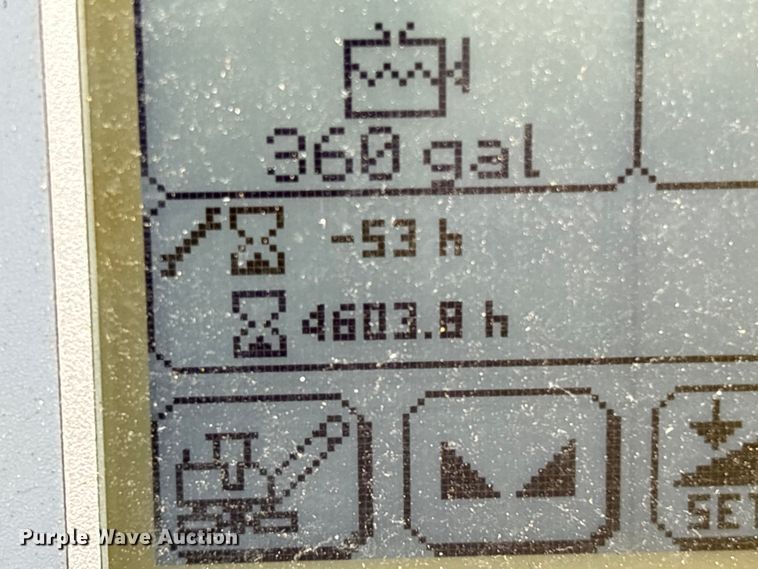 360 gal
-53 h
4603.8 h
SET
Purple Wave Auction